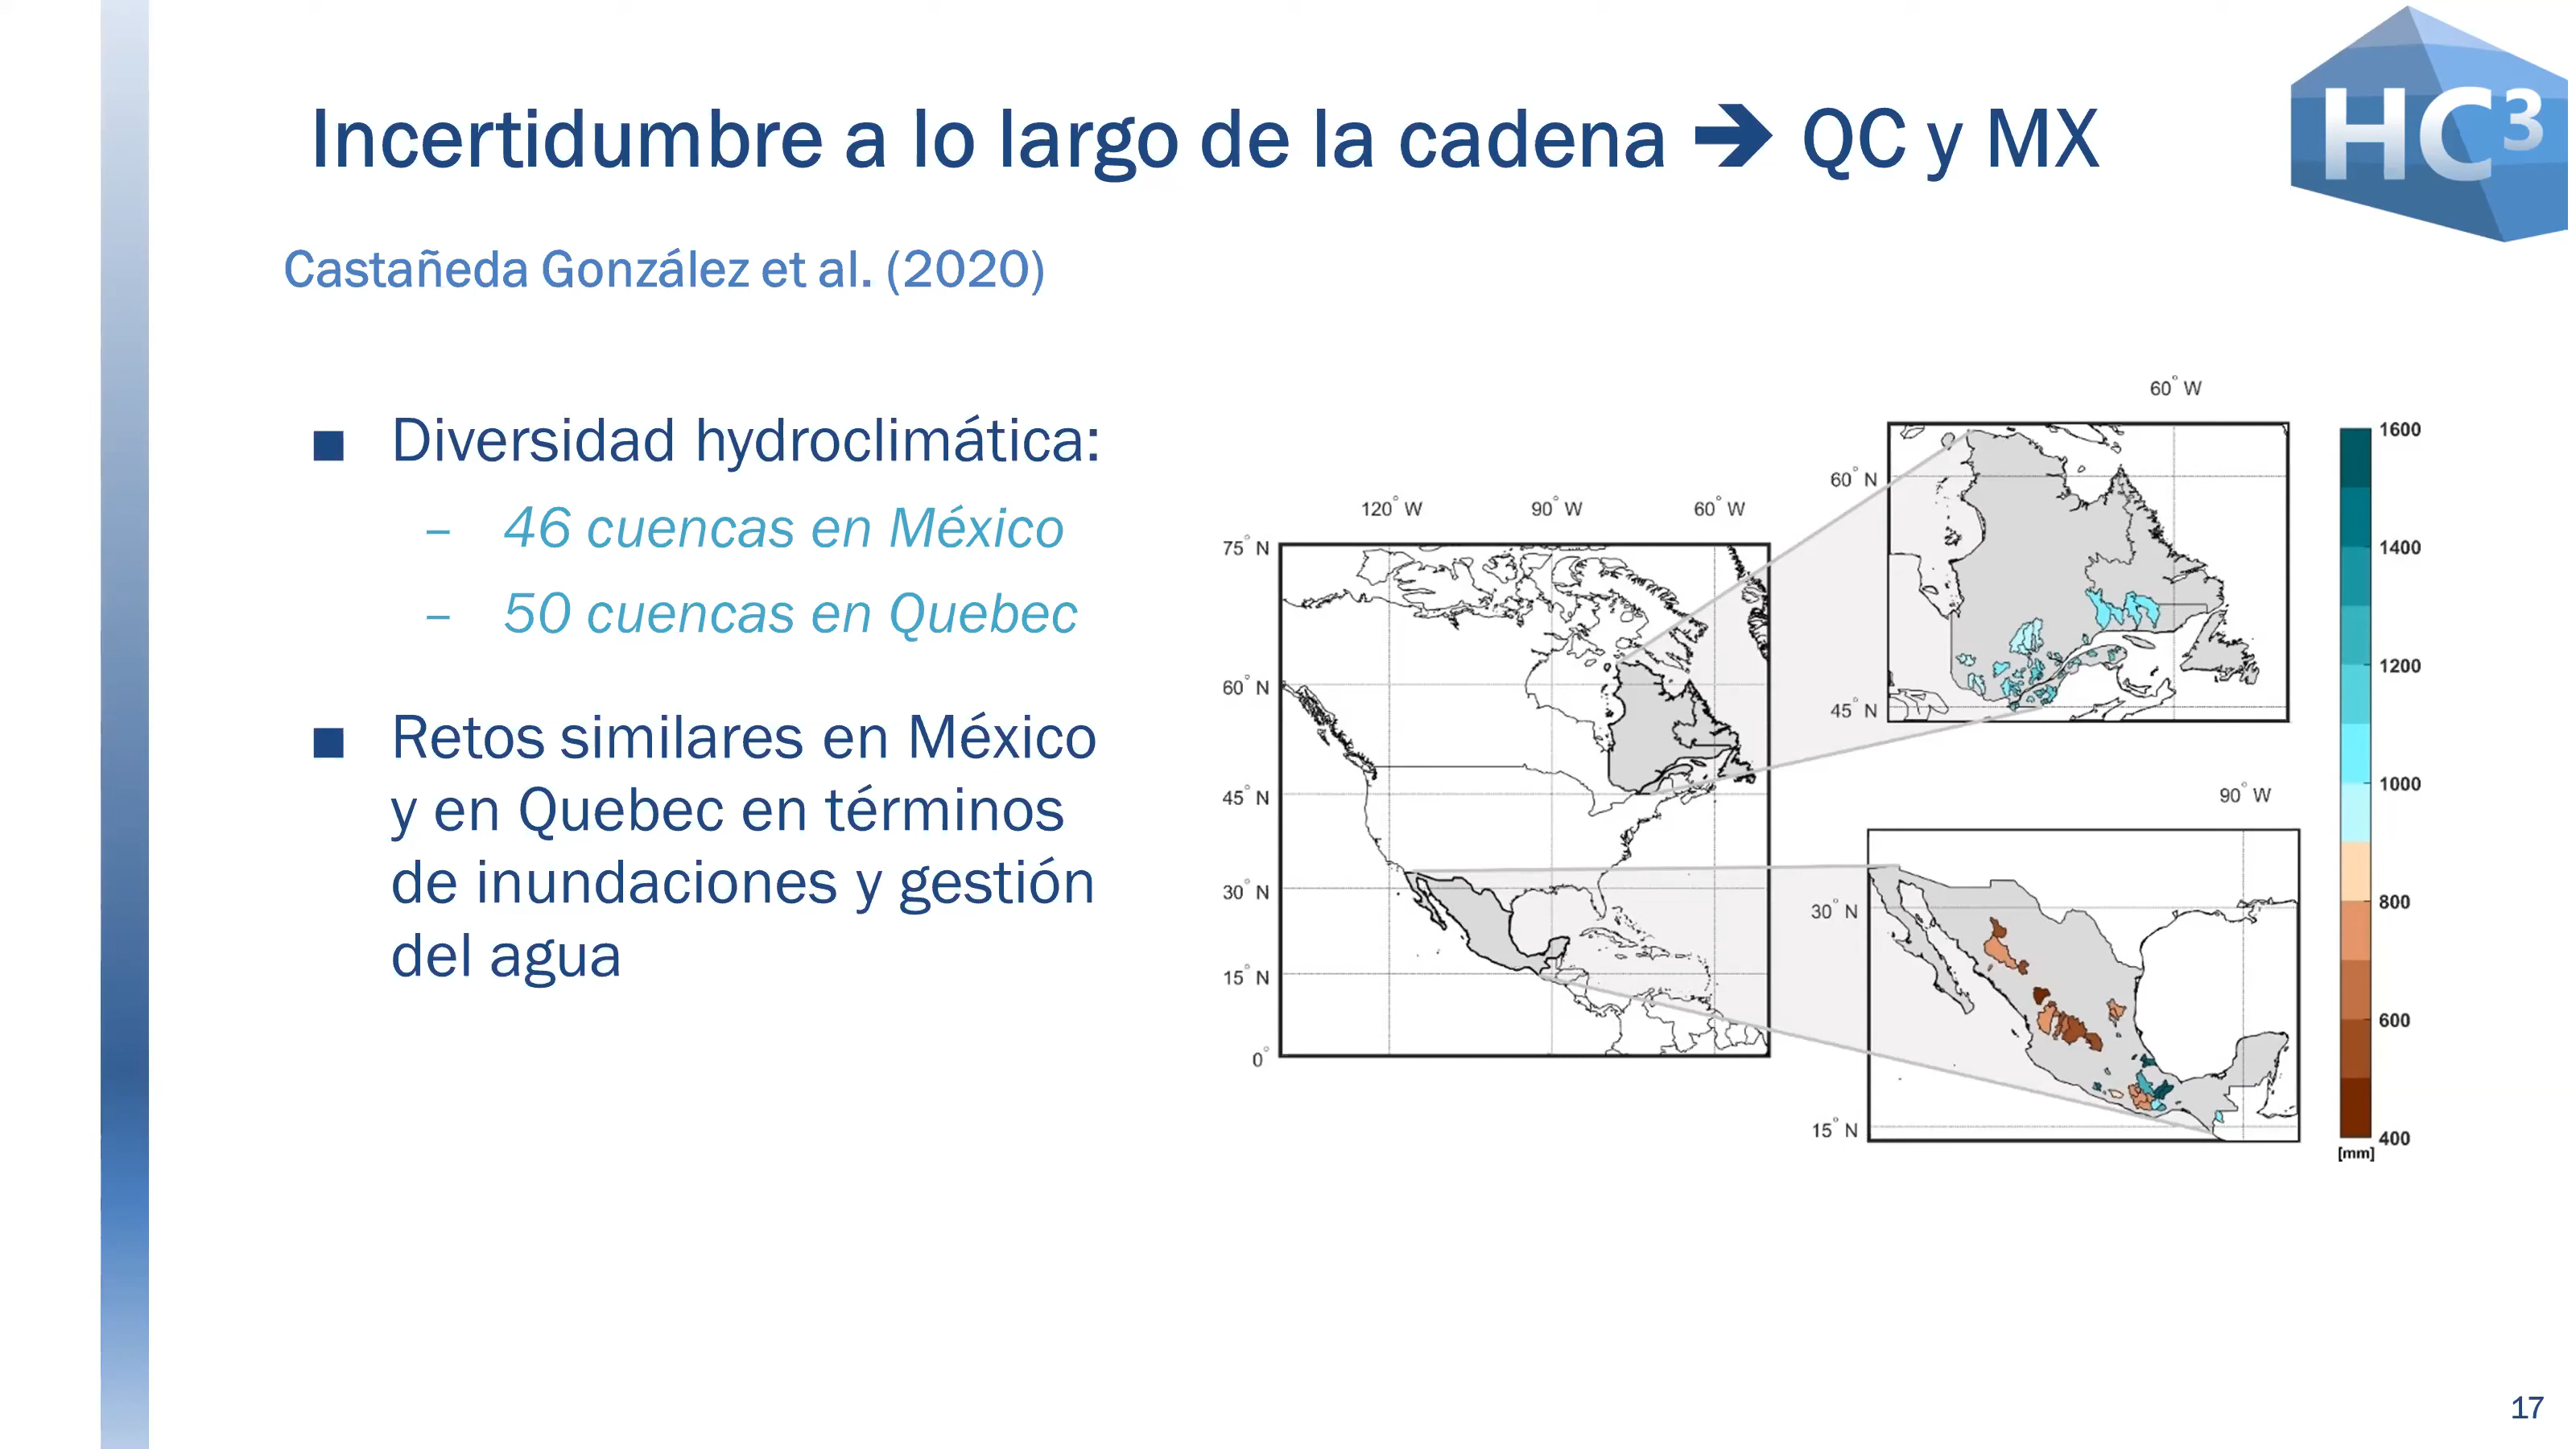 Incertidumbre a lo largo de la cadena ➔ QC y MX
HC³
Castañeda González et al. (2020)
■ Diversidad hydroclimática:
– 46 cuencas en México
– 50 cuencas en Quebec
■ Retos similares en México
y en Quebec en términos
de inundaciones y gestión
del agua
120° W 90° W 60° W
75° N
60° N
45° N
30° N
15° N
0°
60° W
60° N
45° N
90° W
30° N
15° N
1600
1400
1200
1000
800
600
400
[mm]
17